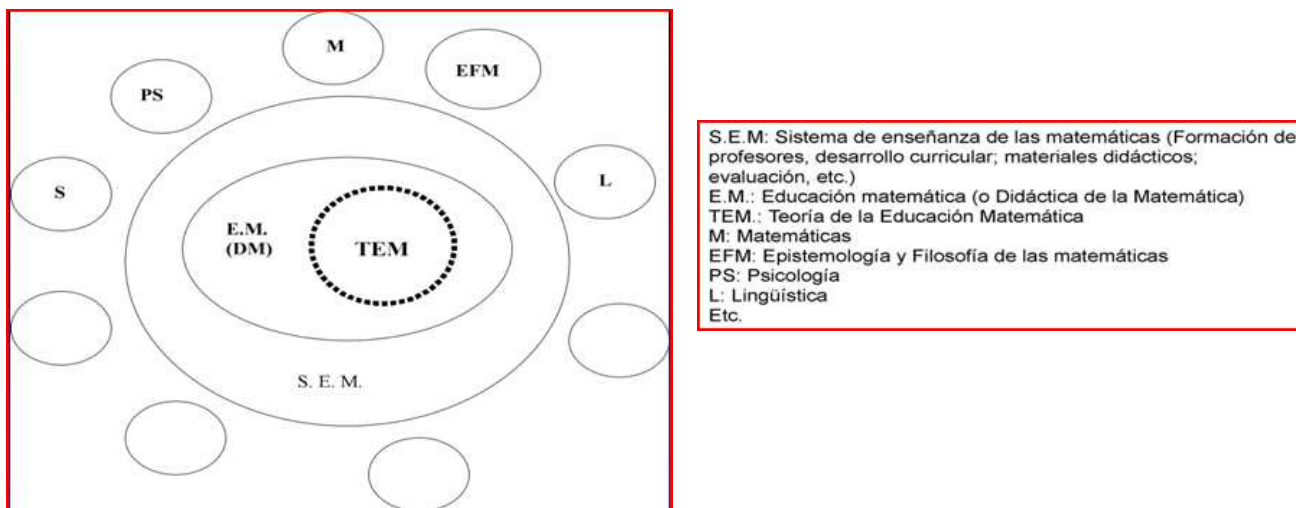 M
EFM
PS
S
L
E.M.
(DM)
TEM
S. E. M.
S.E.M: Sistema de enseñanza de las matemáticas (Formación de
profesores, desarrollo curricular; materiales didácticos;
evaluación, etc.)
E.M.: Educación matemática (o Didáctica de la Matemática)
TEM.: Teoría de la Educación Matemática
M: Matemáticas
EFM: Epistemología y Filosofía de las matemáticas
PS: Psicología
L: Lingüística
Etc.